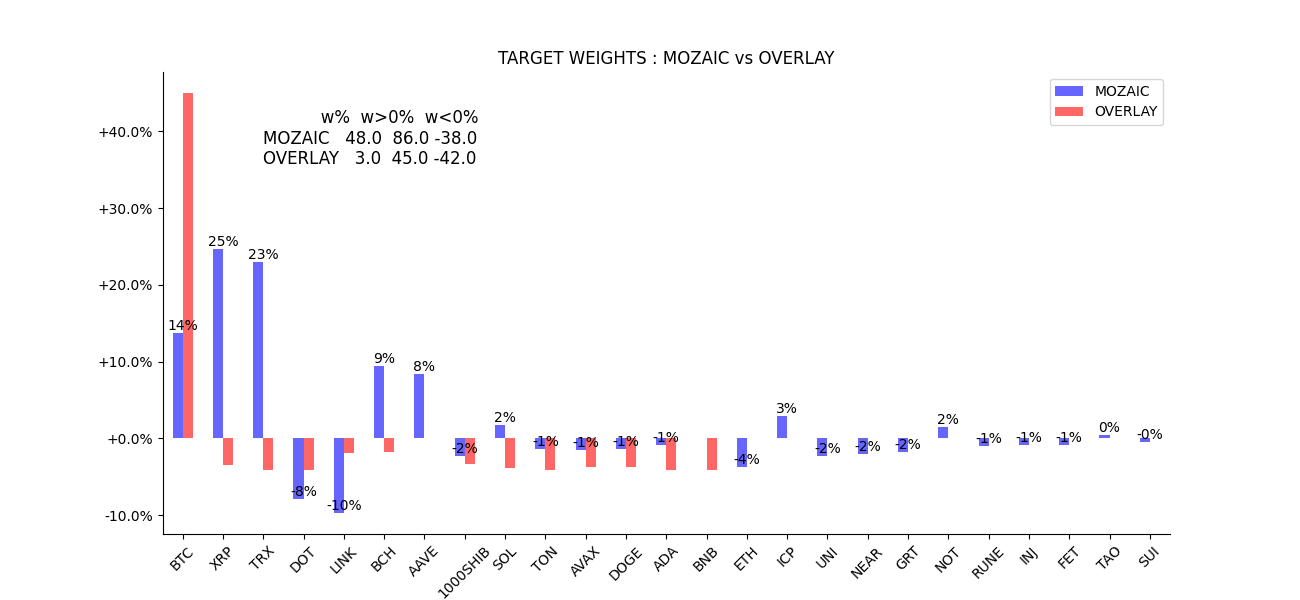 TARGET WEIGHTS : MOZAIC vs OVERLAY
MOZAIC
OVERLAY
w% w>0% w<0%
MOZAIC 48.0 86.0 -38.0
OVERLAY 3.0 45.0 -42.0
+40.0%
+30.0%
+20.0%
+10.0%
+0.0%
-10.0%
14%
25%
23%
-8%
-10%
9%
8%
-2%
2%
-1%
-1%
-1%
-1%
-4%
3%
-2%
-2%
-2%
2%
-1%
-1%
-1%
0%
-0%
BTC
XRP
TRX
DOT
LINK
BCH
AAVE
1000SHIB
SOL
TON
AVAX
DOGE
ADA
BNB
ETH
ICP
UNI
NEAR
GRT
NOT
RUNE
INJ
FET
TAO
SUI